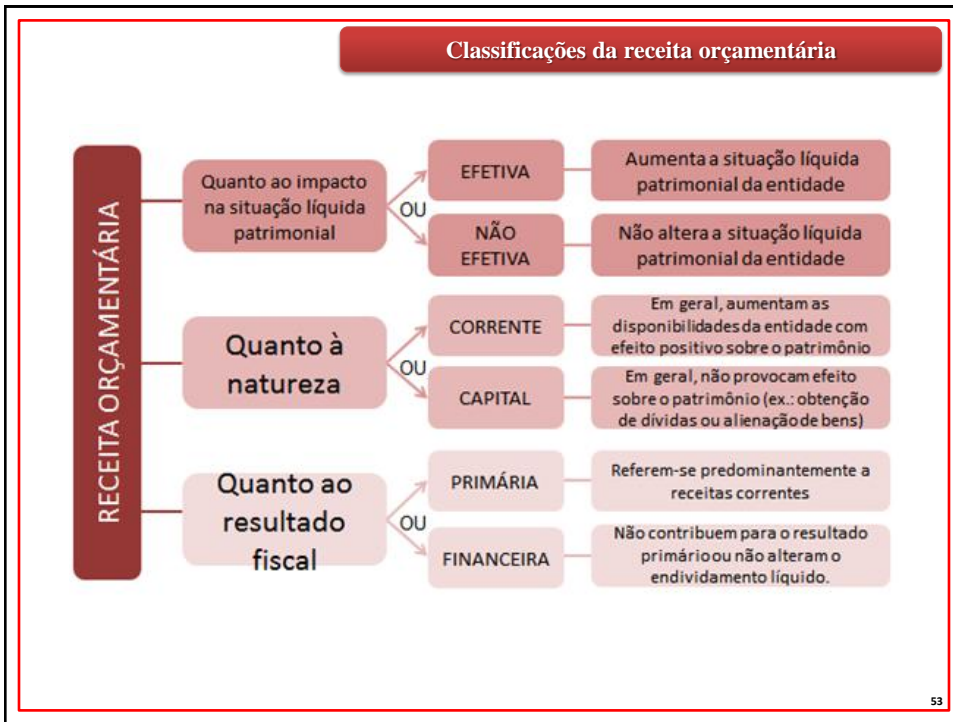 Classificações da receita orçamentária
RECEITA ORÇAMENTÁRIA
Quanto ao impacto
na situação líquida
patrimonial
OU
EFETIVA
Aumenta a situação líquida
patrimonial da entidade
NÃO
EFETIVA
Não altera a situação líquida
patrimonial da entidade
Quanto à
natureza
OU
CORRENTE
Em geral, aumentam as
disponibilidades da entidade com
efeito positivo sobre o patrimônio
CAPITAL
Em geral, não provocam efeito
sobre o patrimônio (ex.: obtenção
de dívidas ou alienação de bens)
Quanto ao
resultado
fiscal
OU
PRIMÁRIA
Referem-se predominantemente a
receitas correntes
FINANCEIRA
Não contribuem para o resultado
primário ou não alteram o
endividamento líquido.
53